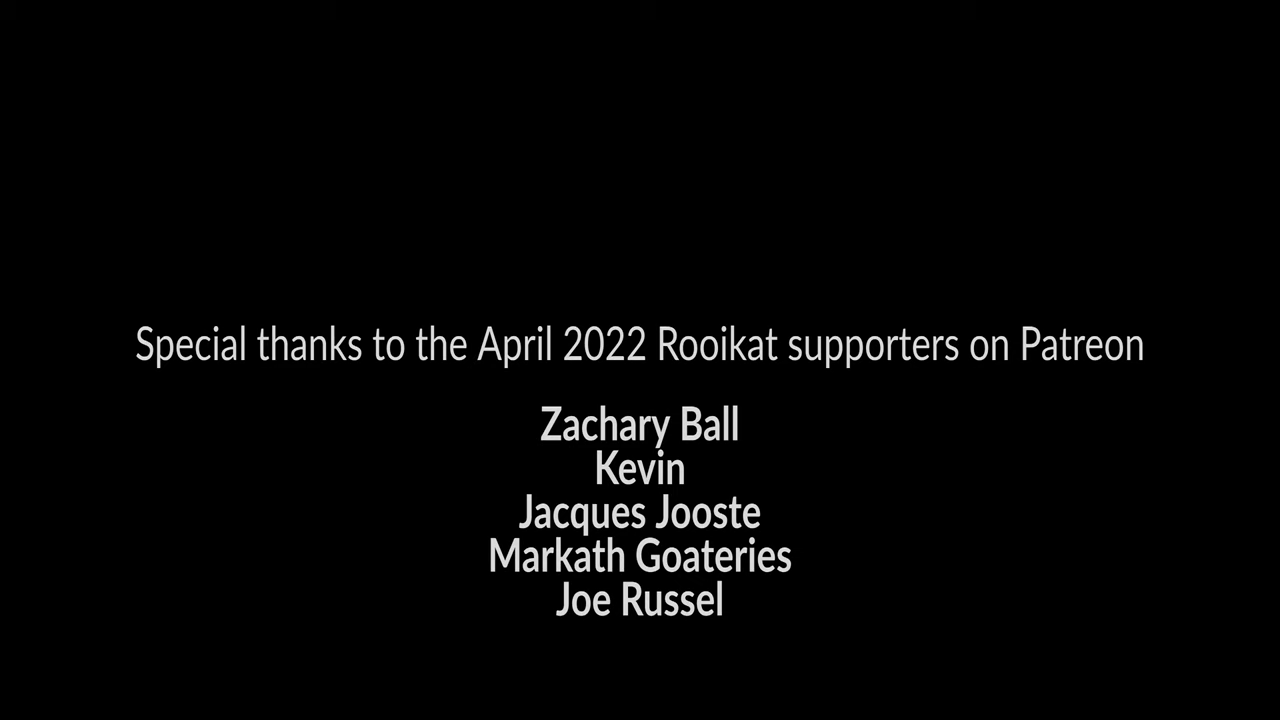 Special thanks to the April 2022 Rooikat supporters on Patreon
Zachary Ball
Kevin
Jacques Jooste
Markath Goateries
Joe Russel